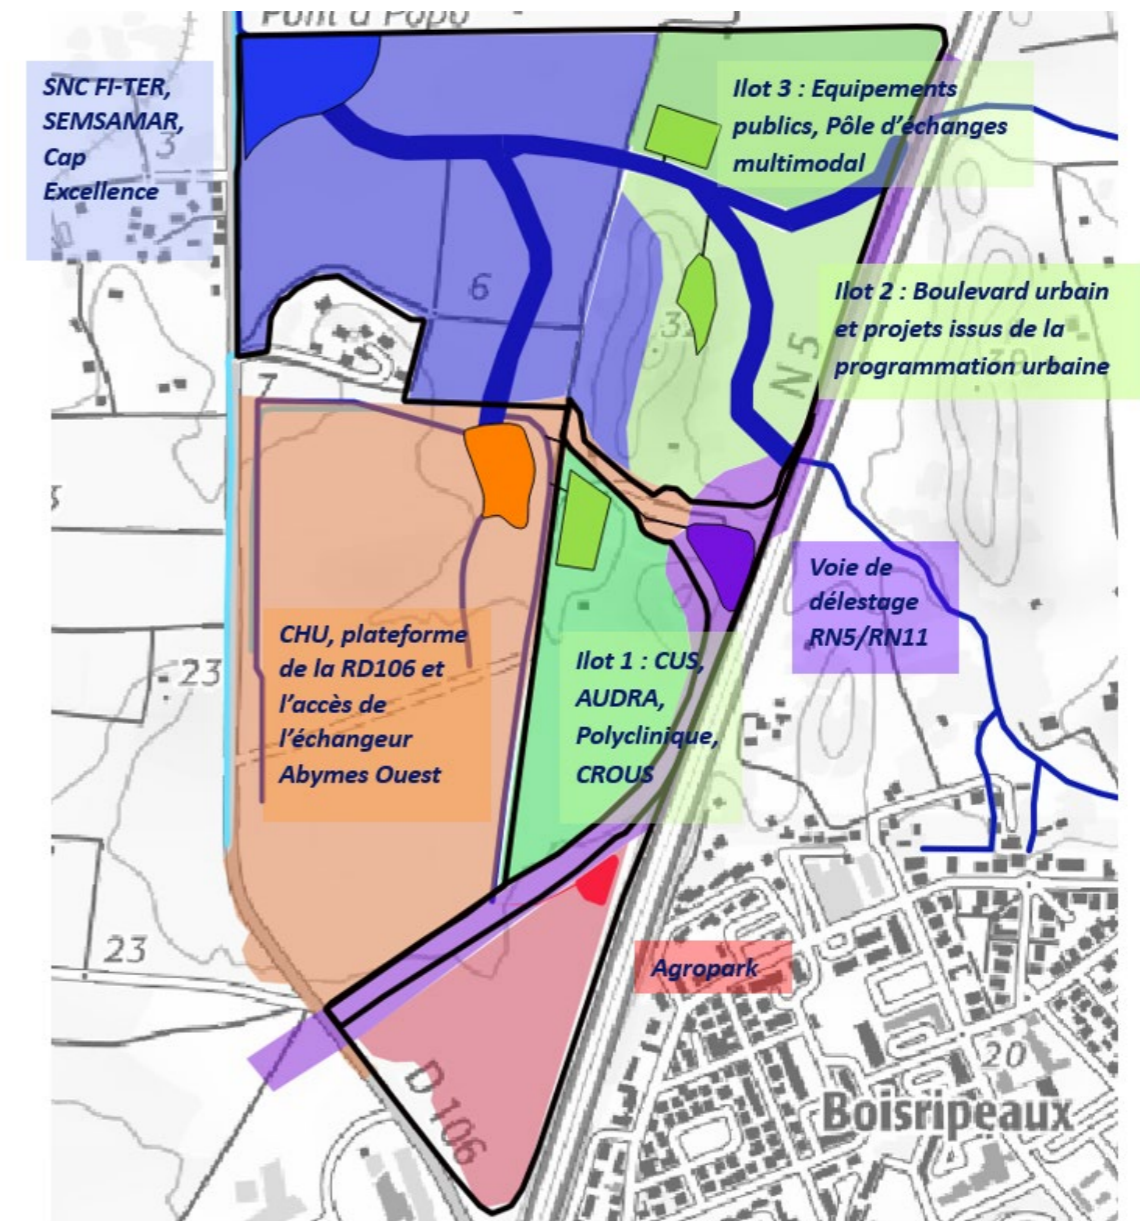 Pont à Popo
SNC FI-TER,
SEMSAMAR,
Cap
Excellence
3
Ilot 3 : Equipements
publics, Pôle d'échanges
multimodal
6
Ilot 2 : Boulevard urbain
et projets issus de la
programmation urbaine
N 5
7
Voie de
délestage
RN5/RN11
CHU, plateforme
de la RD106 et
l'accès de
l'échangeur
Abymes Ouest
23
Ilot 1 : CUS,
AUDRA,
Polyclinique,
CROUS
23
Agropark
D 106
20
Boisripeaux